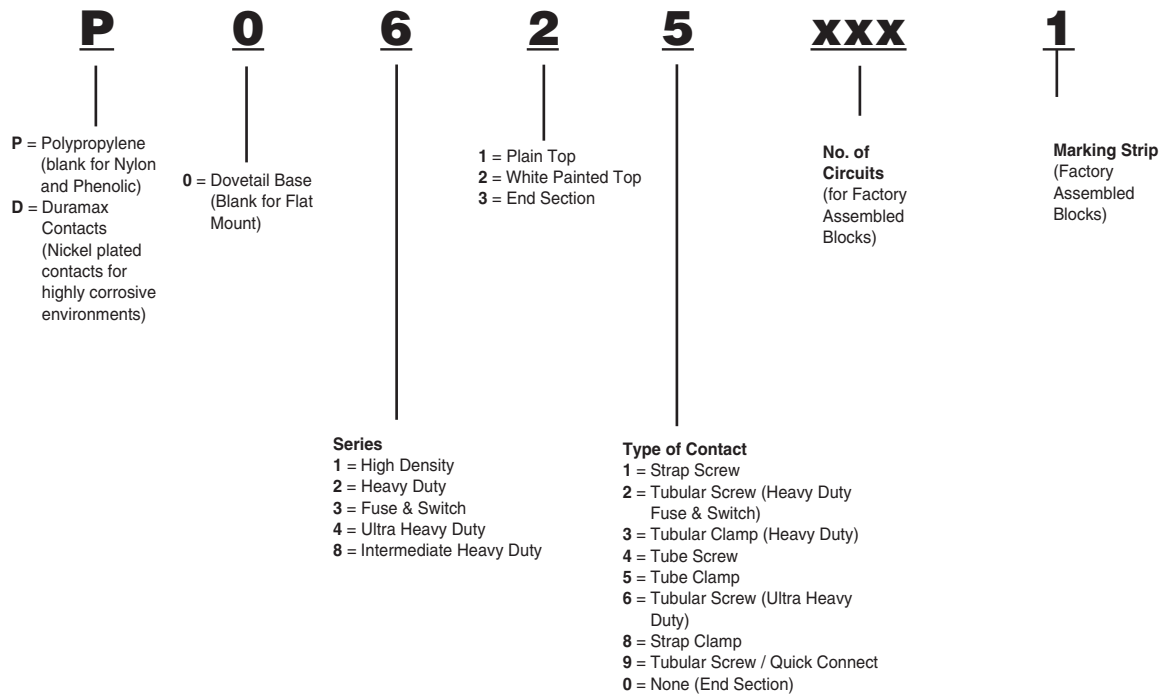 P 0 6 2 5 xxx 1
P = Polypropylene
(blank for Nylon
and Phenolic)
D = Duramax
Contacts
(Nickel plated
contacts for
highly corrosive
environments)
0 = Dovetail Base
(Blank for Flat
Mount)
1 = Plain Top
2 = White Painted Top
3 = End Section
No. of
Circuits
(for Factory
Assembled
Blocks)
Marking Strip
(Factory
Assembled
Blocks)
Series
1 = High Density
2 = Heavy Duty
3 = Fuse & Switch
4 = Ultra Heavy Duty
8 = Intermediate Heavy Duty
Type of Contact
1 = Strap Screw
2 = Tubular Screw (Heavy Duty
Fuse & Switch)
3 = Tubular Clamp (Heavy Duty)
4 = Tube Screw
5 = Tube Clamp
6 = Tubular Screw (Ultra Heavy
Duty)
8 = Strap Clamp
9 = Tubular Screw / Quick Connect
0 = None (End Section)